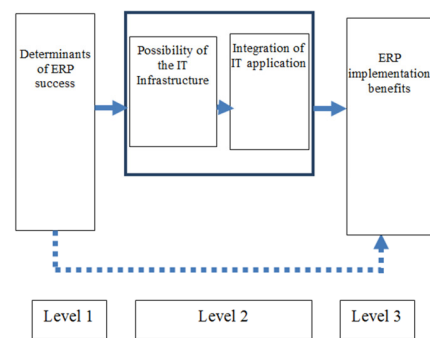 Determinants
of ERP
success
Possibility of
the IT
Infrastructure
Integration of
IT application
ERP
implementation
benefits
Level 1
Level 2
Level 3